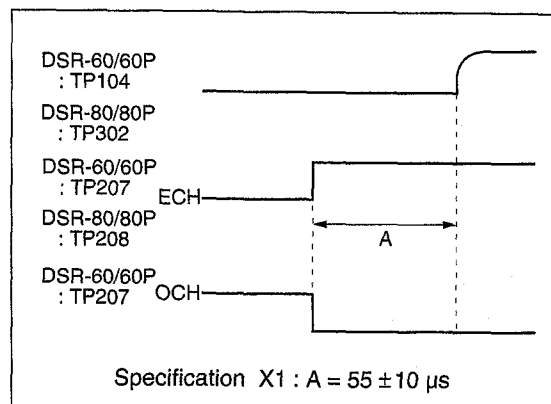 DSR-60/60P
: TP104
DSR-80/80P
: TP302
DSR-60/60P
: TP207
ECH
DSR-80/80P
: TP208
A
DSR-60/60P
: TP207
OCH
Specification X1 : A = 55 ±10 µs